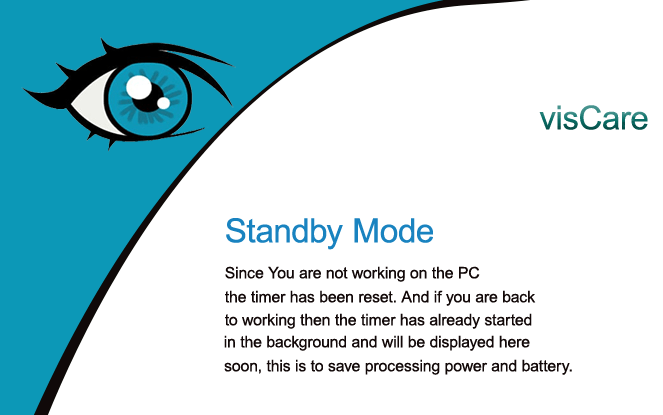 visCare
Standby Mode
Since You are not working on the PC
the timer has been reset. And if you are back
to working then the timer has already started
in the background and will be displayed here
soon, this is to save processing power and battery.